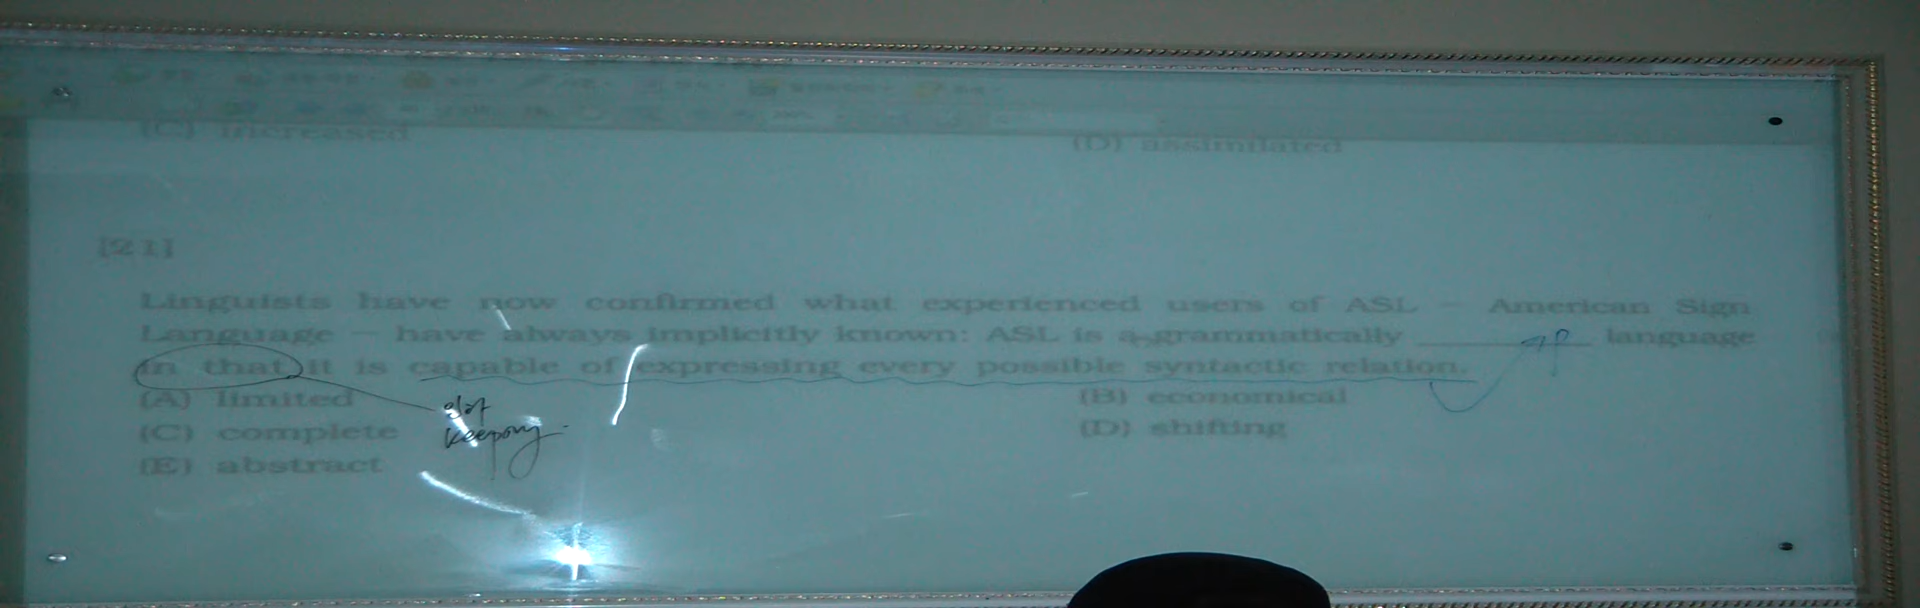 (C) increased
(D) assimilated
[21]
Linguists have now confirmed what experienced users of ASL – American Sign
Language – have always implicitly known: ASL is a grammatically ________ language
in that it is capable of expressing every possible syntactic relation.
(A) limited
(B) economical
(C) complete
(D) shifting
(E) abstract